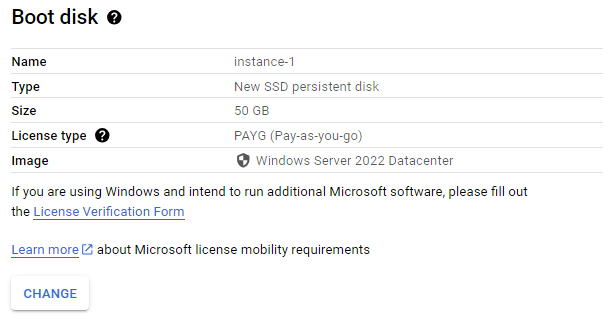 Boot disk
Name instance-1
Type New SSD persistent disk
Size 50 GB
License type PAYG (Pay-as-you-go)
Image Windows Server 2022 Datacenter
If you are using Windows and intend to run additional Microsoft software, please fill out
the License Verification Form
Learn more about Microsoft license mobility requirements
CHANGE